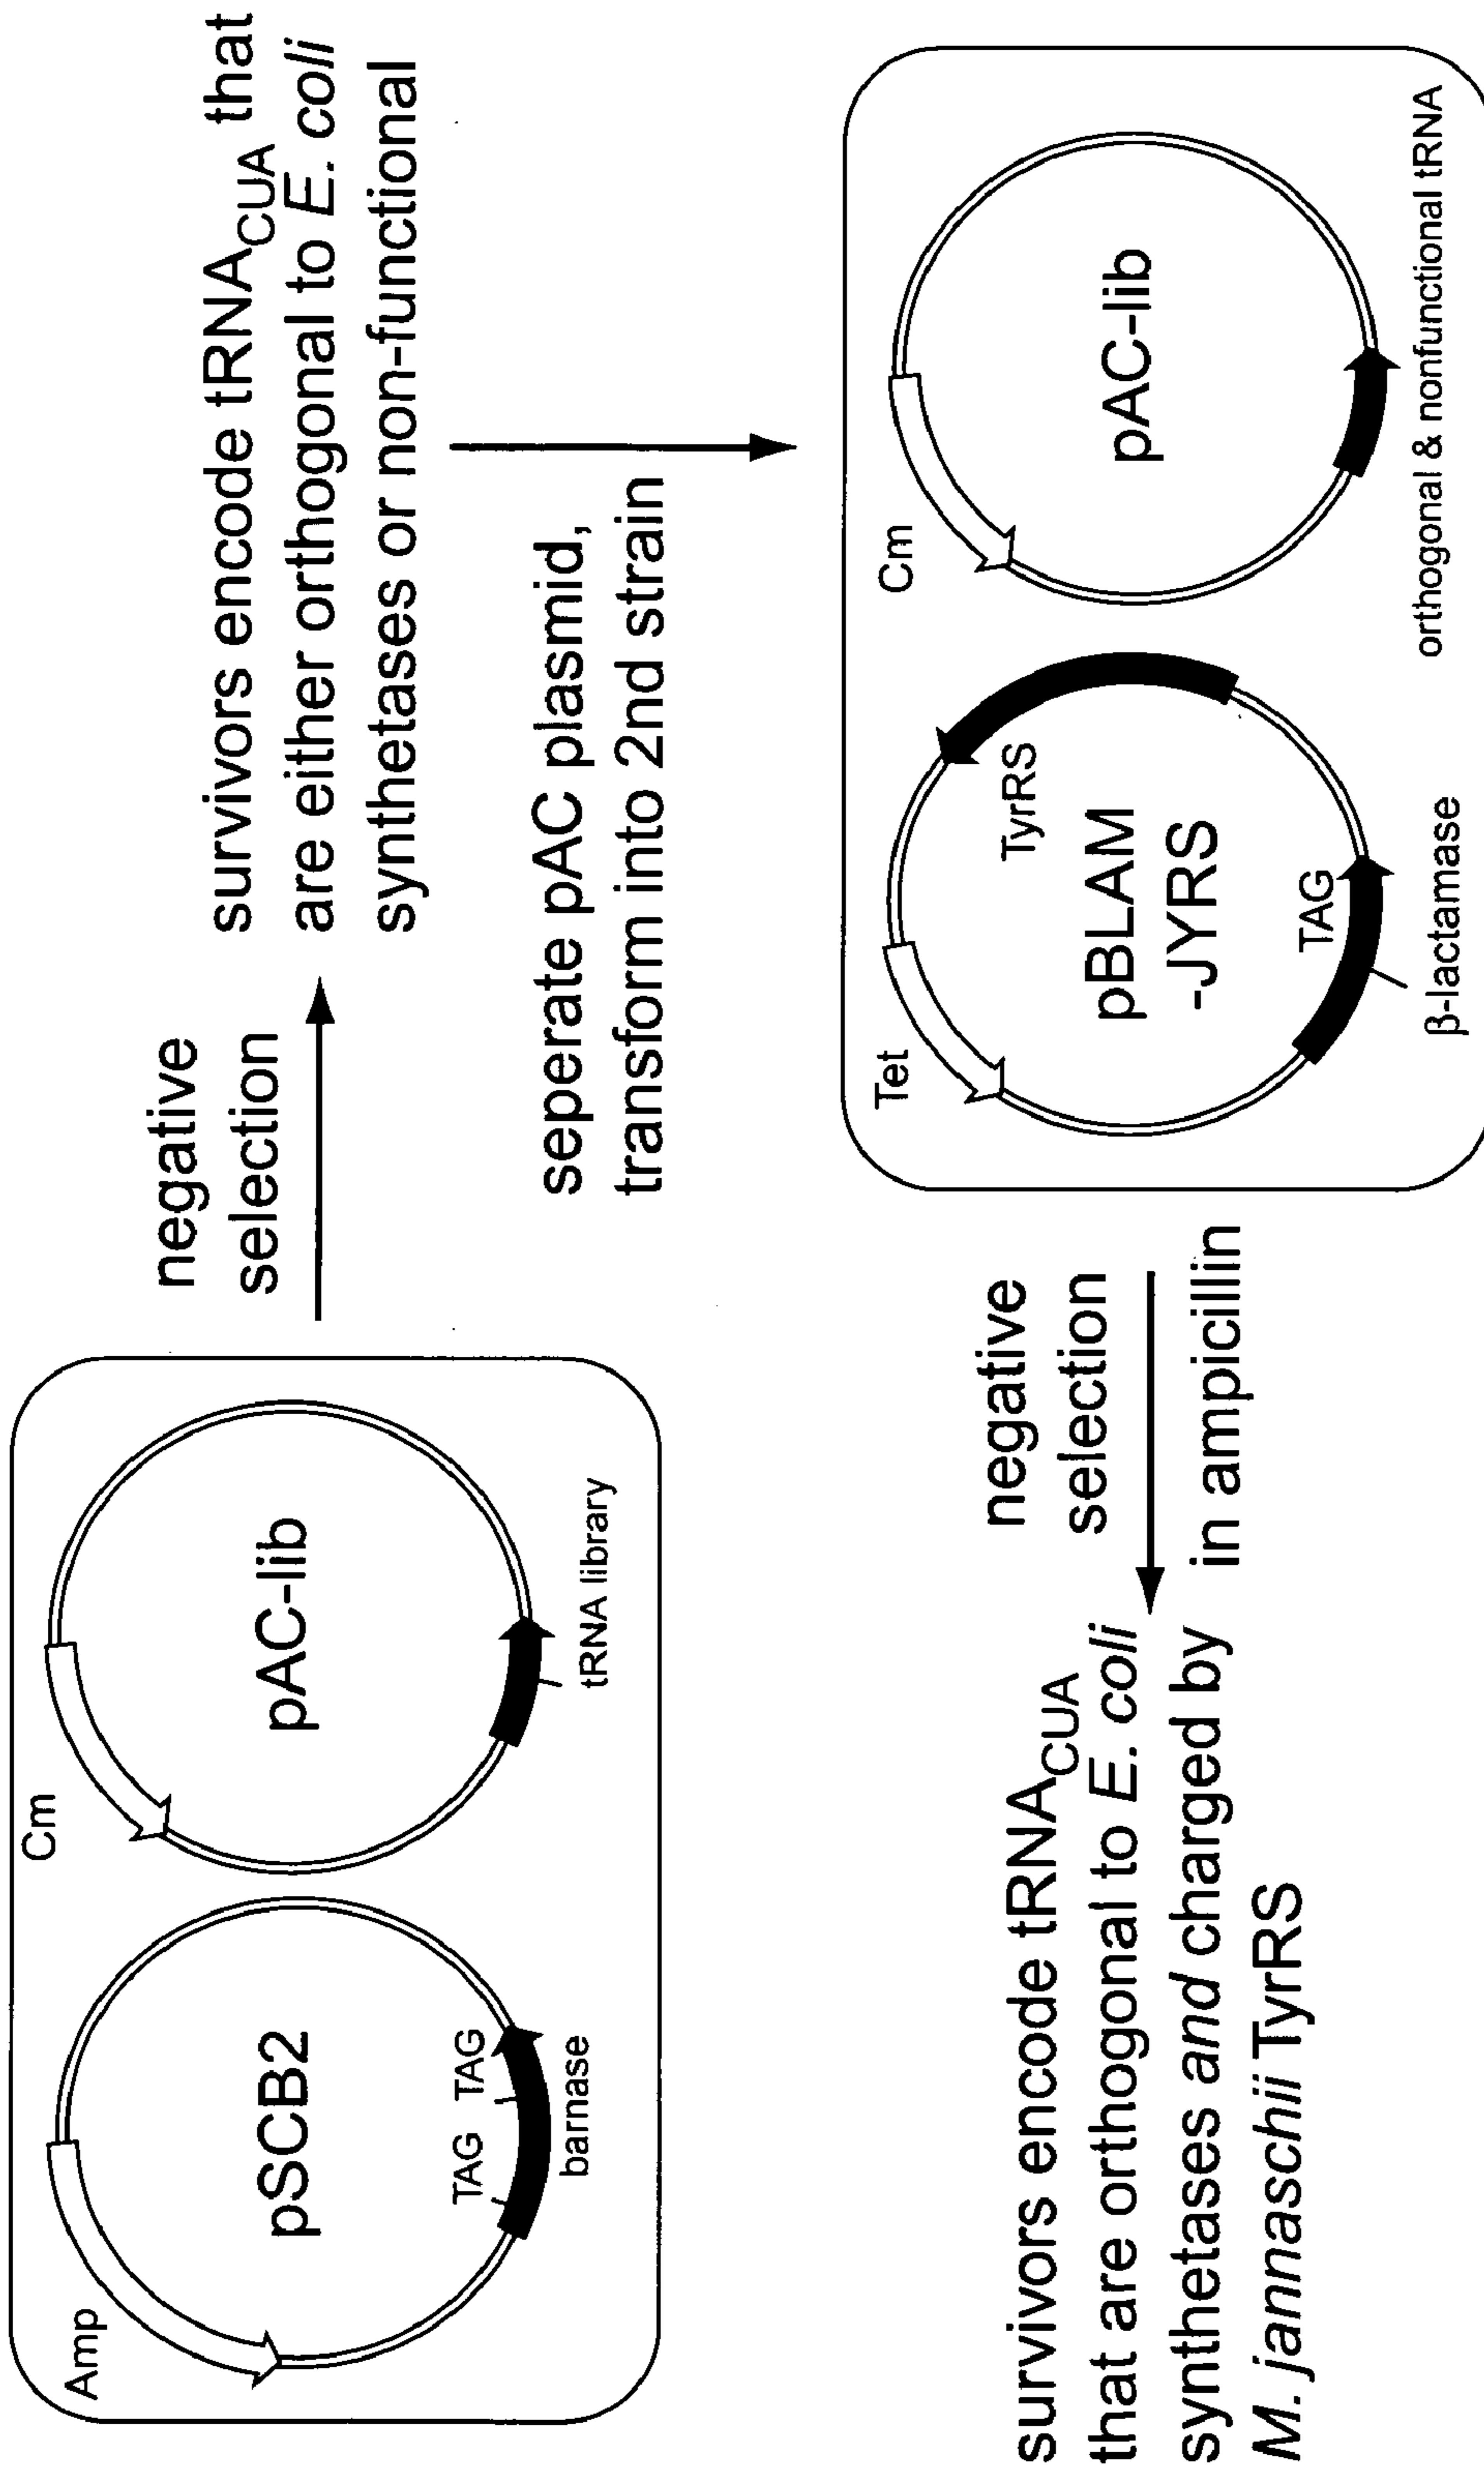 Amp
pSCB2
TAG TAG
barnase
Cm
pAC-lib
tRNA library
negative
selection
survivors encode tRNACUA that
are either orthogonal to E. coli
synthetases or non-functional
seperate pAC plasmid,
transform into 2nd strain
Tet
TyrRS
pBLAM
-JYRS
TAG
β-lactamase
Cm
pAC-lib
orthogonal & nonfunctional tRNA
negative
selection
in ampicillin
survivors encode tRNACUA
that are orthogonal to E. coli
synthetases and charged by
M. jannaschii TyrRS